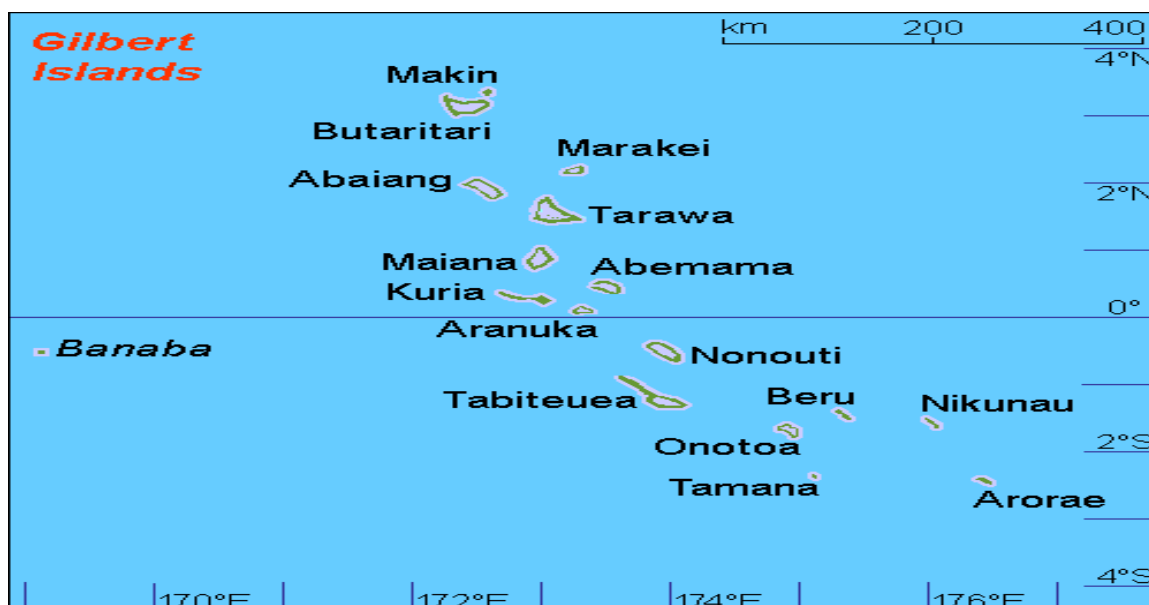 Gilbert
Islands
km 200 400
4°N
Makin
Butaritari
Marakei
Abaiang
2°N
Tarawa
Maiana
Abemama
Kuria
0°
Aranuka
Banaba
Nonouti
Tabiteuea
Beru
Nikunau
Onotoa
2°S
Tamana
Arorae
4°S
170°E 172°E 174°E 176°E